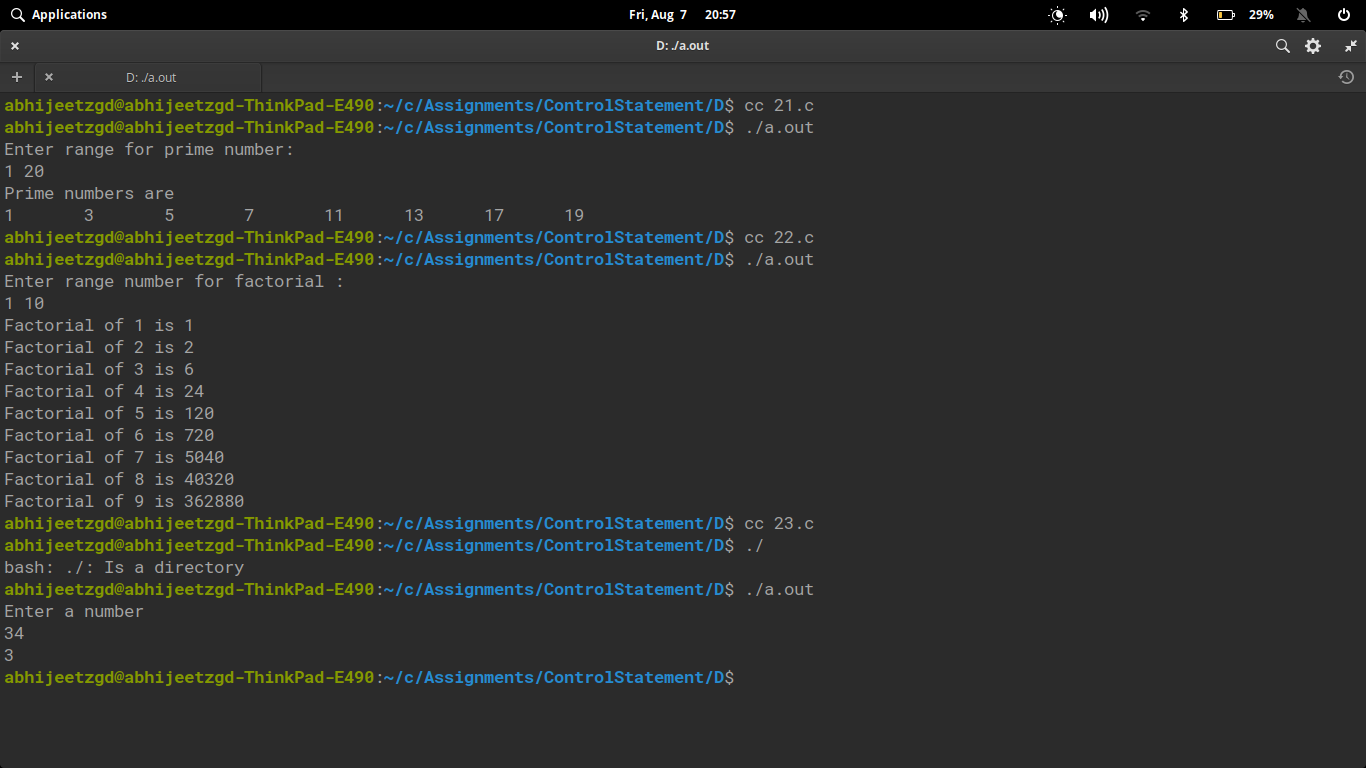 Applications
Fri, Aug 7 20:57
29%
D: ./a.out
D: ./a.out
abhijeetzgd@abhijeetzgd-ThinkPad-E490:~/c/Assignments/ControlStatement/D$ cc 21.c
abhijeetzgd@abhijeetzgd-ThinkPad-E490:~/c/Assignments/ControlStatement/D$ ./a.out
Enter range for prime number:
1 20
Prime numbers are
1 3 5 7 11 13 17 19
abhijeetzgd@abhijeetzgd-ThinkPad-E490:~/c/Assignments/ControlStatement/D$ cc 22.c
abhijeetzgd@abhijeetzgd-ThinkPad-E490:~/c/Assignments/ControlStatement/D$ ./a.out
Enter range number for factorial :
1 10
Factorial of 1 is 1
Factorial of 2 is 2
Factorial of 3 is 6
Factorial of 4 is 24
Factorial of 5 is 120
Factorial of 6 is 720
Factorial of 7 is 5040
Factorial of 8 is 40320
Factorial of 9 is 362880
abhijeetzgd@abhijeetzgd-ThinkPad-E490:~/c/Assignments/ControlStatement/D$ cc 23.c
abhijeetzgd@abhijeetzgd-ThinkPad-E490:~/c/Assignments/ControlStatement/D$ ./
bash: ./: Is a directory
abhijeetzgd@abhijeetzgd-ThinkPad-E490:~/c/Assignments/ControlStatement/D$ ./a.out
Enter a number
34
3
abhijeetzgd@abhijeetzgd-ThinkPad-E490:~/c/Assignments/ControlStatement/D$